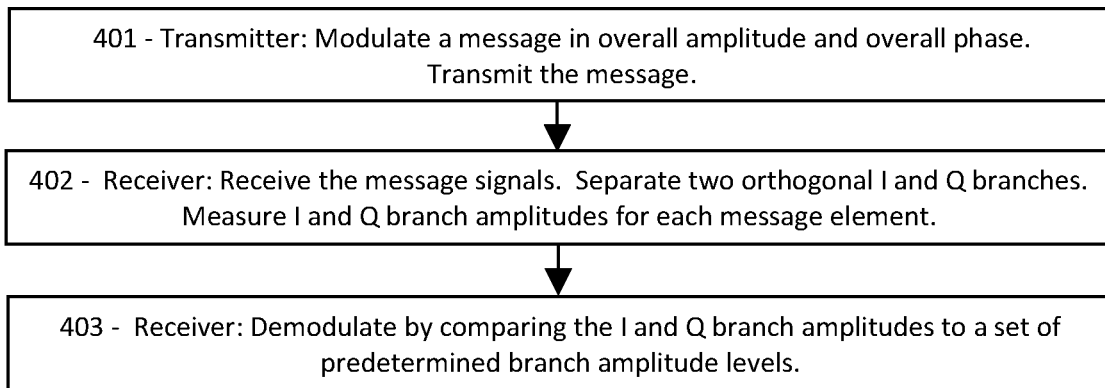 401 - Transmitter: Modulate a message in overall amplitude and overall phase.
Transmit the message.
402 - Receiver: Receive the message signals. Separate two orthogonal I and Q branches.
Measure I and Q branch amplitudes for each message element.
403 - Receiver: Demodulate by comparing the I and Q branch amplitudes to a set of
predetermined branch amplitude levels.